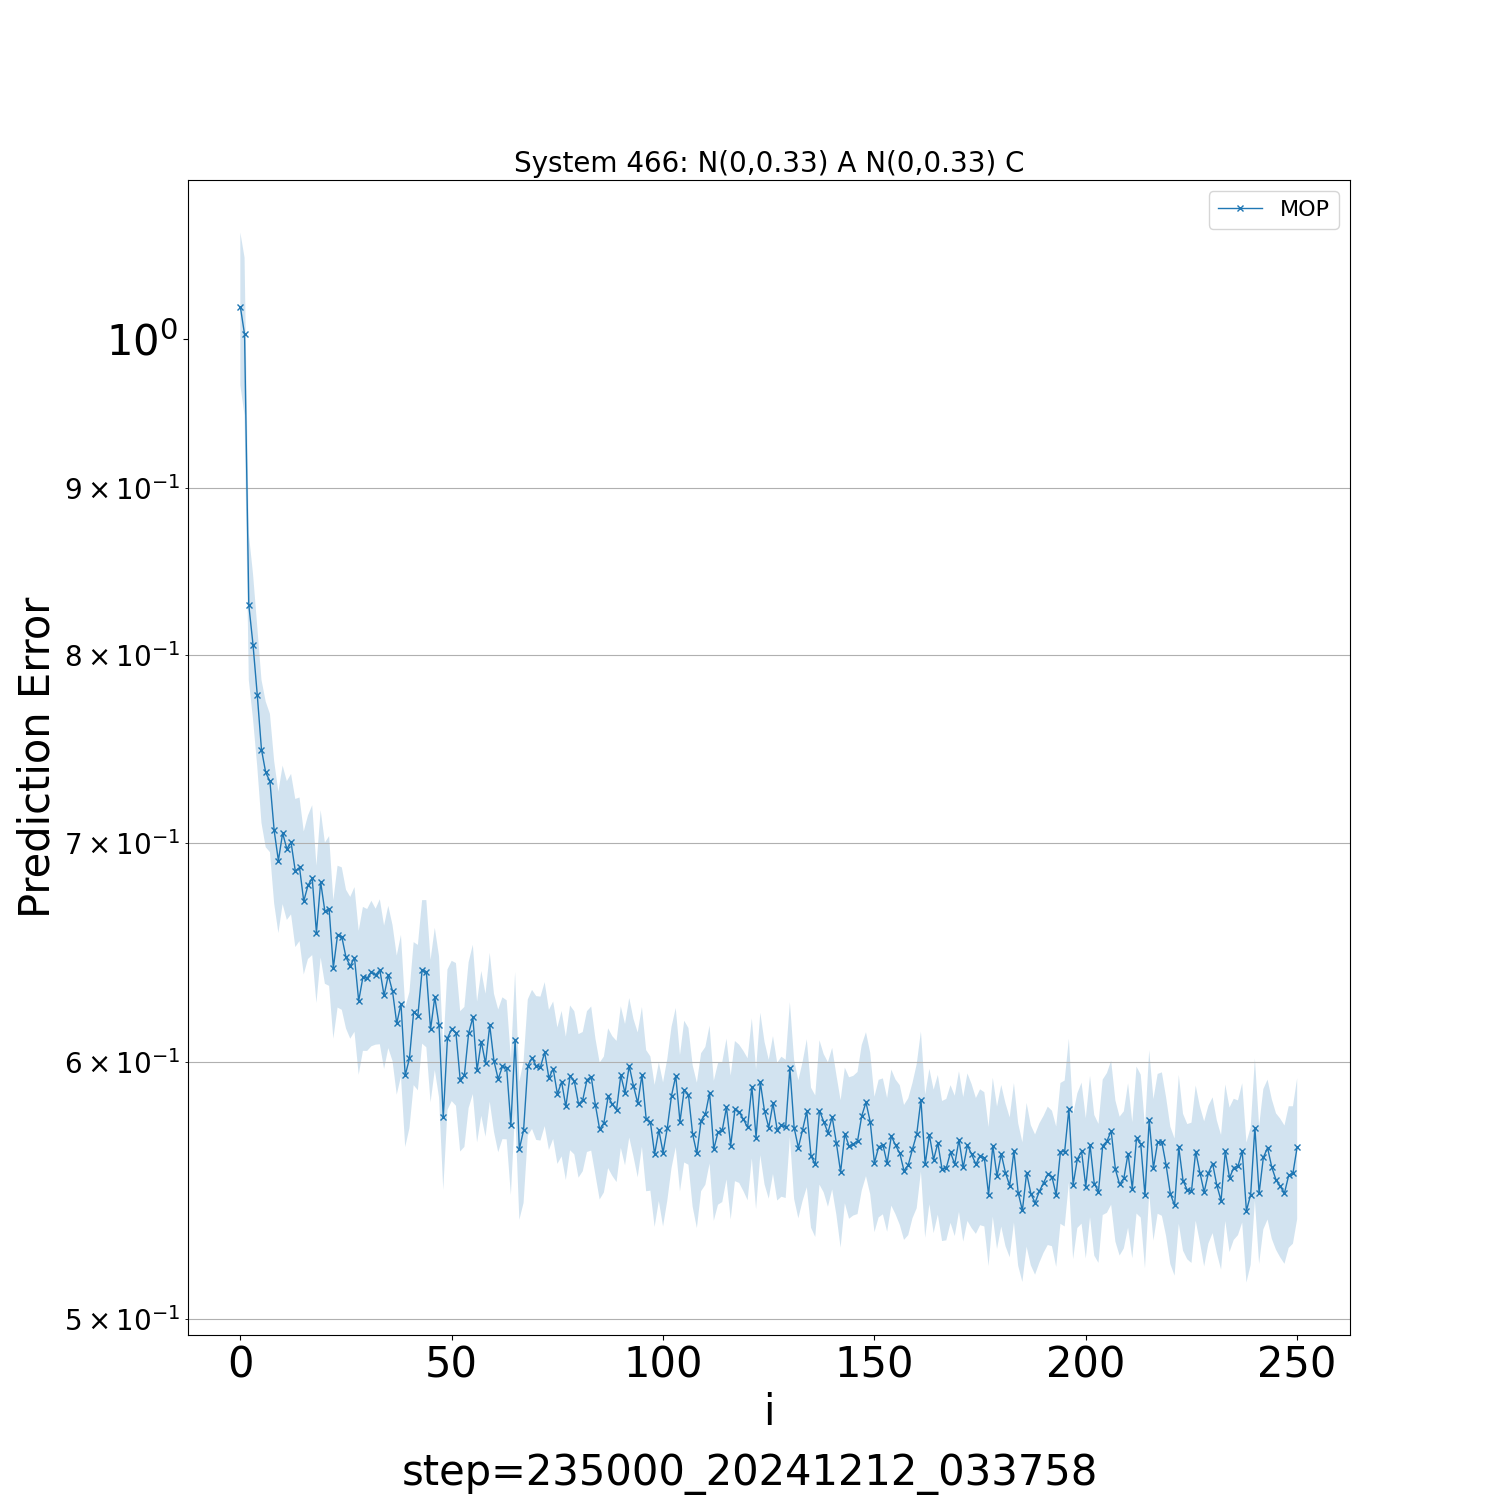 System 466: N(0,0.33) A N(0,0.33) C
MOP
10⁰
9 × 10⁻¹
8 × 10⁻¹
7 × 10⁻¹
6 × 10⁻¹
5 × 10⁻¹
Prediction Error
0 50 100 150 200 250
i
step=235000_20241212_033758